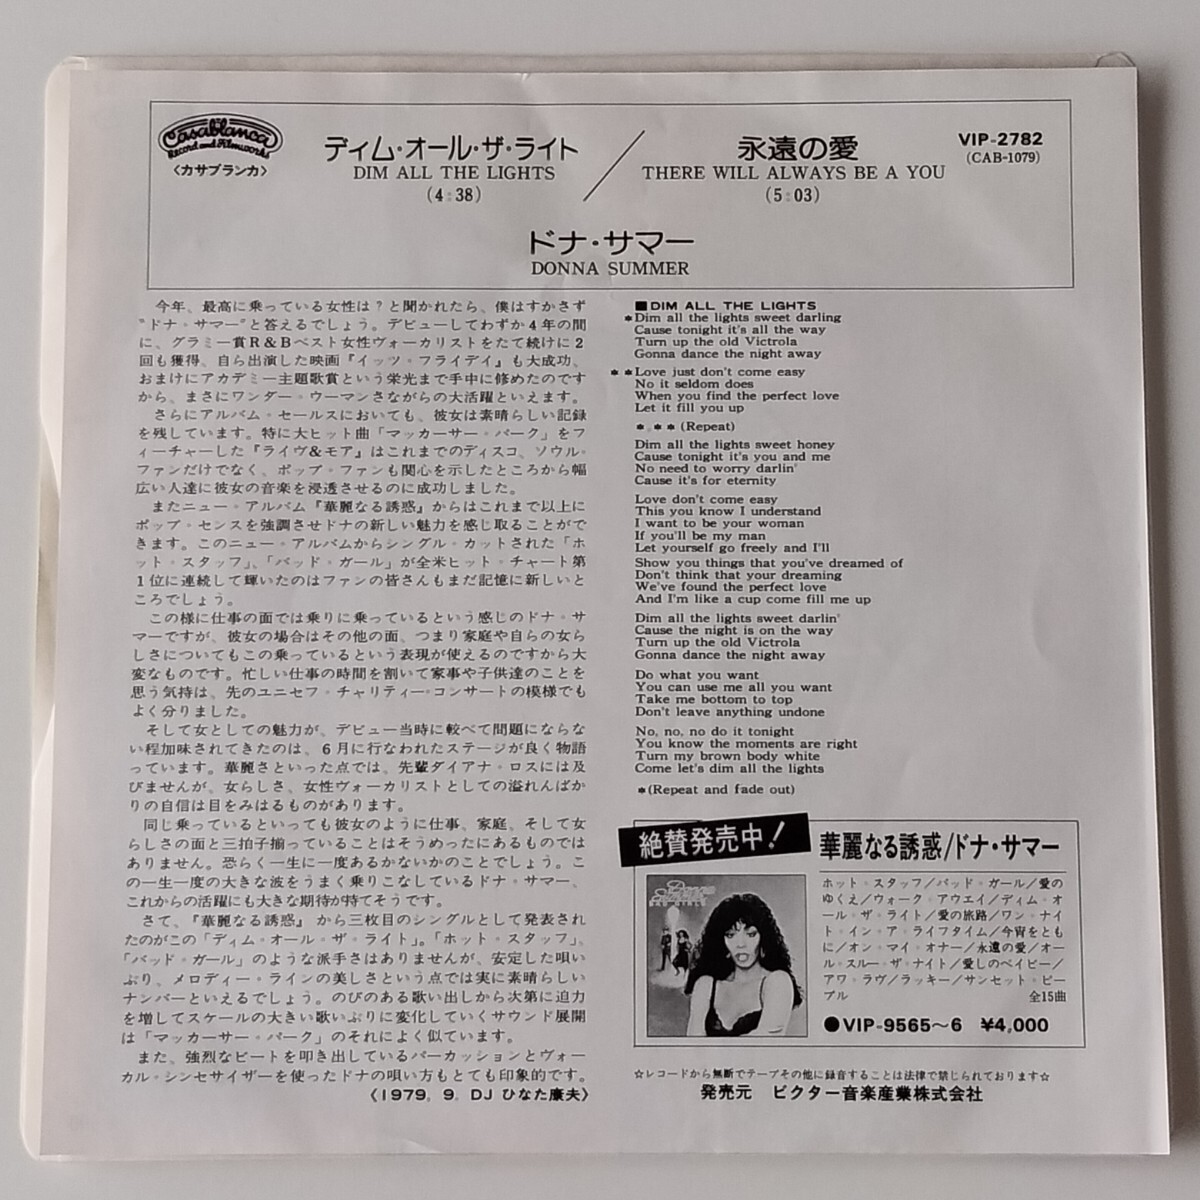 Casablanca
Record and Filmworks
〈カサブランカ〉
ディム・オール・ザ・ライト
DIM ALL THE LIGHTS
(4:38)
永遠の愛
THERE WILL ALWAYS BE A YOU
(5:03)
VIP-2782
(CAB-1079)
ドナ・サマー
DONNA SUMMER
今年、最高に乗っている女性は？と聞かれたら、僕はすかさず
"ドナ・サマー"と答えるでしょう。デビューしてわずか4年の間
に、グラミー賞R&Bベスト女性ヴォーカリストをたて続けに2
回も獲得、自ら出演した映画『イッツ・フライデイ』も大成功、
おまけにアカデミー主題歌賞という栄光まで手中に修めたのです
から、まさにワンダー・ウーマンさながらの大活躍といえます。
さらにアルバム・セールスにおいても、彼女は素晴らしい記録
を残しています。特に大ヒット曲「マッカーサー・パーク」をフ
ィーチャーした『ライヴ&モア』はこれまでのディスコ、ソウル・
ファンだけでなく、ポップ・ファンも関心を示したところから幅
広い人達に彼女の音楽を浸透させるのに成功しました。
またニュー・アルバム『華麗なる誘惑』からはこれまで以上に
ポップ・センスを強調させドナの新しい魅力を感じ取ることがで
きます。このニュー・アルバムからシングル・カットされた「ホ
ット・スタッフ」、「バッド・ガール」が全米ヒット・チャート第
1位に連続して輝いたのはファンの皆さんもまだ記憶に新しいと
ころでしょう。
この様に仕事の面では乗りに乗っているという感じのドナ・サ
マーですが、彼女の場合はその他の面、つまり家庭や自らの女ら
しさについてもこの乗っているという表現が使えるのですから大
変なものです。忙しい仕事の時間を割いて家事や子供達のことを
思う気持は、先のユニセフ・チャリティー・コンサートの模様でも
よく分りました。
そして女としての魅力が、デビュー当時に較べて問題にならな
い程加味されてきたのは、6月に行なわれたステージが良く物語
っています。華麗さといった点では、先輩ダイアナ・ロスには及
びませんが、女らしさ、女性ヴォーカリストとしての溢れんばか
りの自信は目をみはるものがあります。
同じ乗っているといっても彼女のように仕事、家庭、そして女
らしさの面と三拍子揃っていることはそうめったにあるものでは
ありません。恐らく一生に一度あるかないかのことでしょう。こ
の一生一度の大きな波をうまく乗りこなしているドナ・サマー、
これからの活躍にも大きな期待が持てそうです。
さて、『華麗なる誘惑』から三枚目のシングルとして発表され
たのがこの「ディム・オール・ザ・ライト」。「ホット・スタッフ」、
「バッド・ガール」のような派手さはありませんが、安定した唄い
ぶり、メロディー・ラインの美しさという点では実に素晴らしい
ナンバーといえるでしょう。のびのある歌い出しから次第に迫力
を増してスケールの大きい歌いぶりに変化していくサウンド展開
は「マッカーサー・パーク」のそれによく似ています。
また、強烈なビートを叩き出しているパーカッションとヴォー
カル・シンセサイザーを使ったドナの唄い方もとても印象的です。
〈1979. 9. DJ ひなた康夫〉
■DIM ALL THE LIGHTS
*Dim all the lights sweet darling
Cause tonight it's all the way
Turn up the old Victrola
Gonna dance the night away
**Love just don't come easy
No it seldom does
When you find the perfect love
Let it fill you up
*,** (Repeat)
Dim all the lights sweet honey
Cause tonight it's you and me
No need to worry darlin'
Cause it's for eternity
Love don't come easy
This you know I understand
I want to be your woman
If you'll be my man
Let yourself go freely and I'll
Show you things that you've dreamed of
Don't think that your dreaming
We've found the perfect love
And I'm like a cup come fill me up
Dim all the lights sweet darlin'
Cause the night is on the way
Turn up the old Victrola
Gonna dance the night away
Do what you want
You can use me all you want
Take me bottom to top
Don't leave anything undone
No, no, no do it tonight
You know the moments are right
Turn my brown body white
Come let's dim all the lights
*(Repeat and fade out)
絶賛発売中！
華麗なる誘惑/ドナ・サマー
ホット・スタッフ/バッド・ガール/愛の
ゆくえ/ウォーク・アウエイ/ディム・オ
ール・ザ・ライト/愛の旅路/ワン・ナイ
ト・イン・ア・ライフタイム/今宵をとも
に/オン・マイ・オナー/永遠の愛/オー
ル・スルー・ザ・ナイト/愛しのベイビー/
アワ・ラヴ/ラッキー/サンセット・ピー
プル 全15曲
●VIP-9565～6 ¥4,000
☆レコードから無断でテープその他に録音することは法律で禁じられております☆
発売元 ビクター音楽産業株式会社